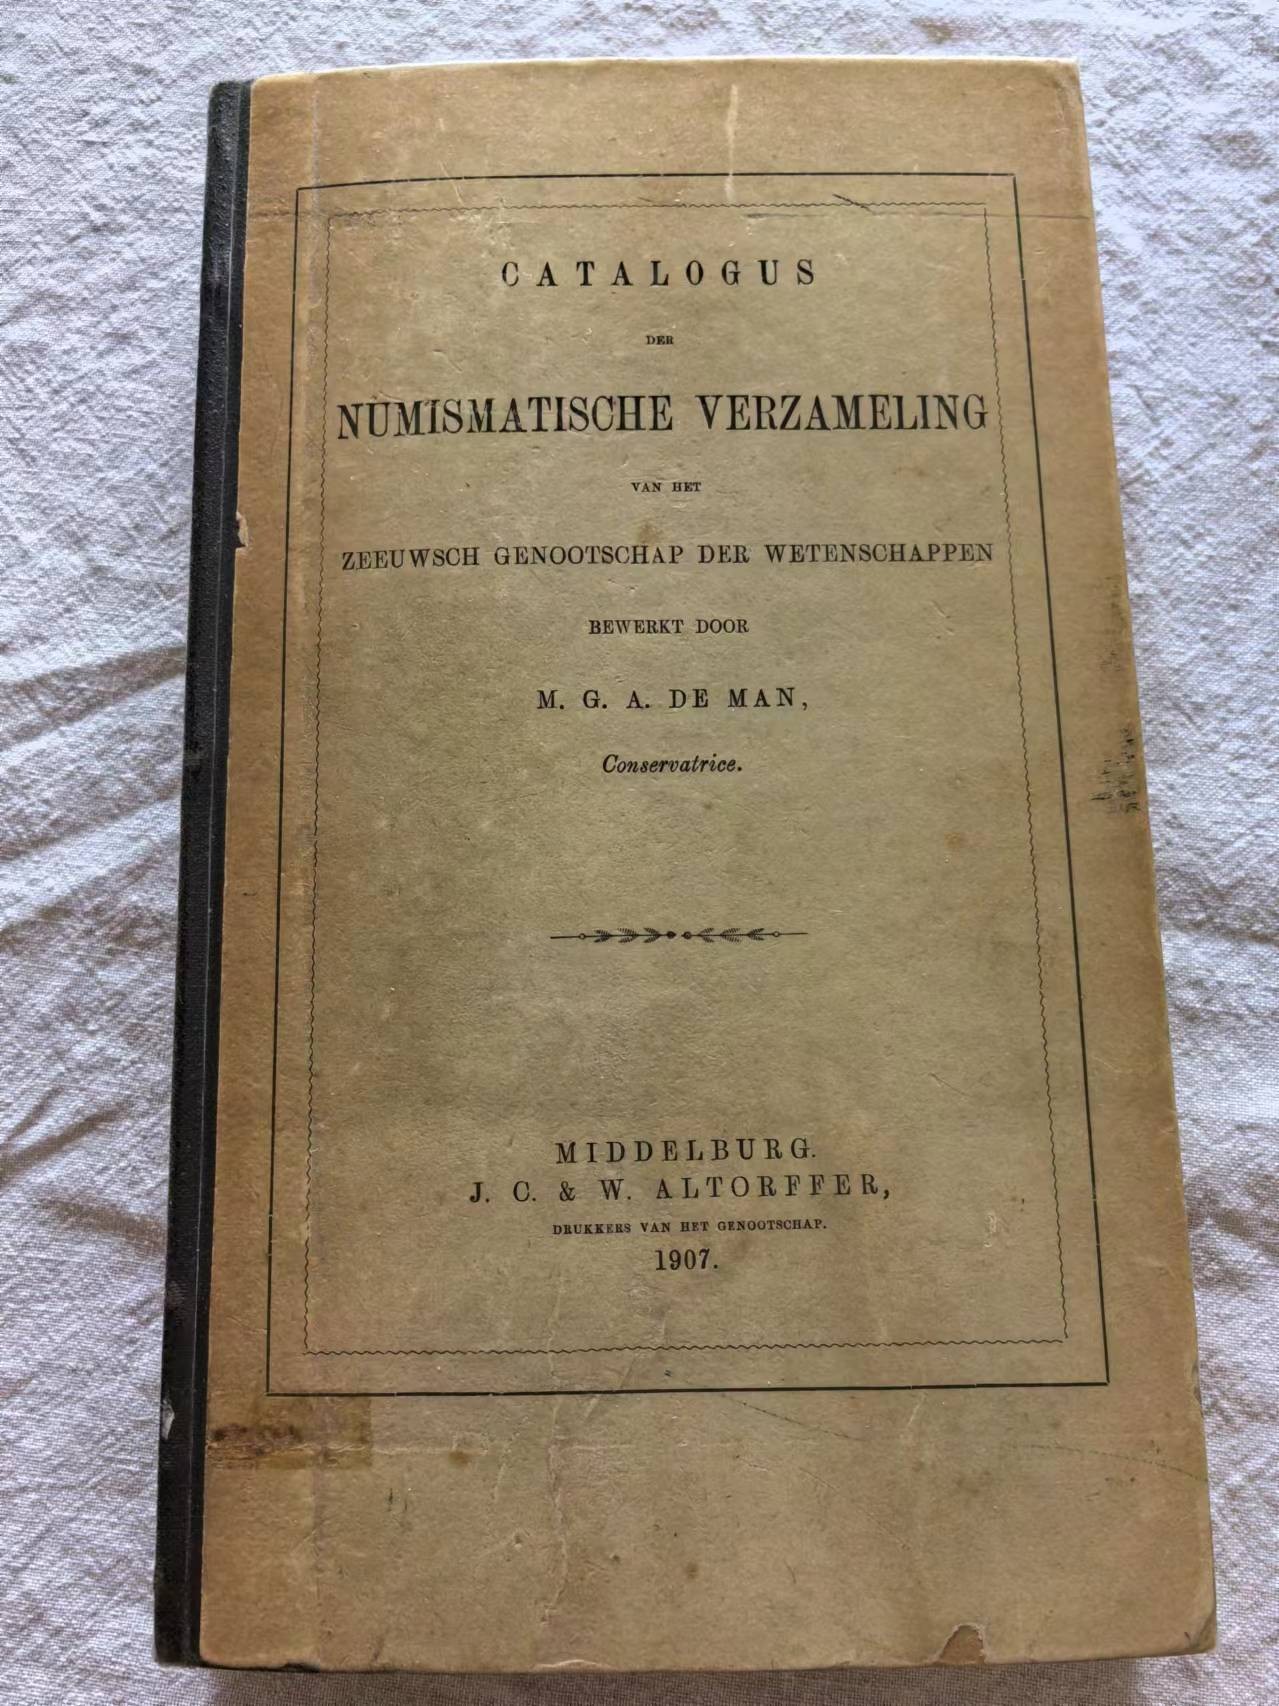 CATALOGUS
DER
NUMISMATISCHE VERZAMELING
VAN HET
ZEEUWSCH GENOOTSCHAP DER WETENSCHAPPEN
BEWERKT DOOR
M. G. A. DE MAN,
Conservatrice.
MIDDELBURG.
J. C. & W. ALTORFFER,
DRUKKERS VAN HET GENOOTSCHAP.
1907.